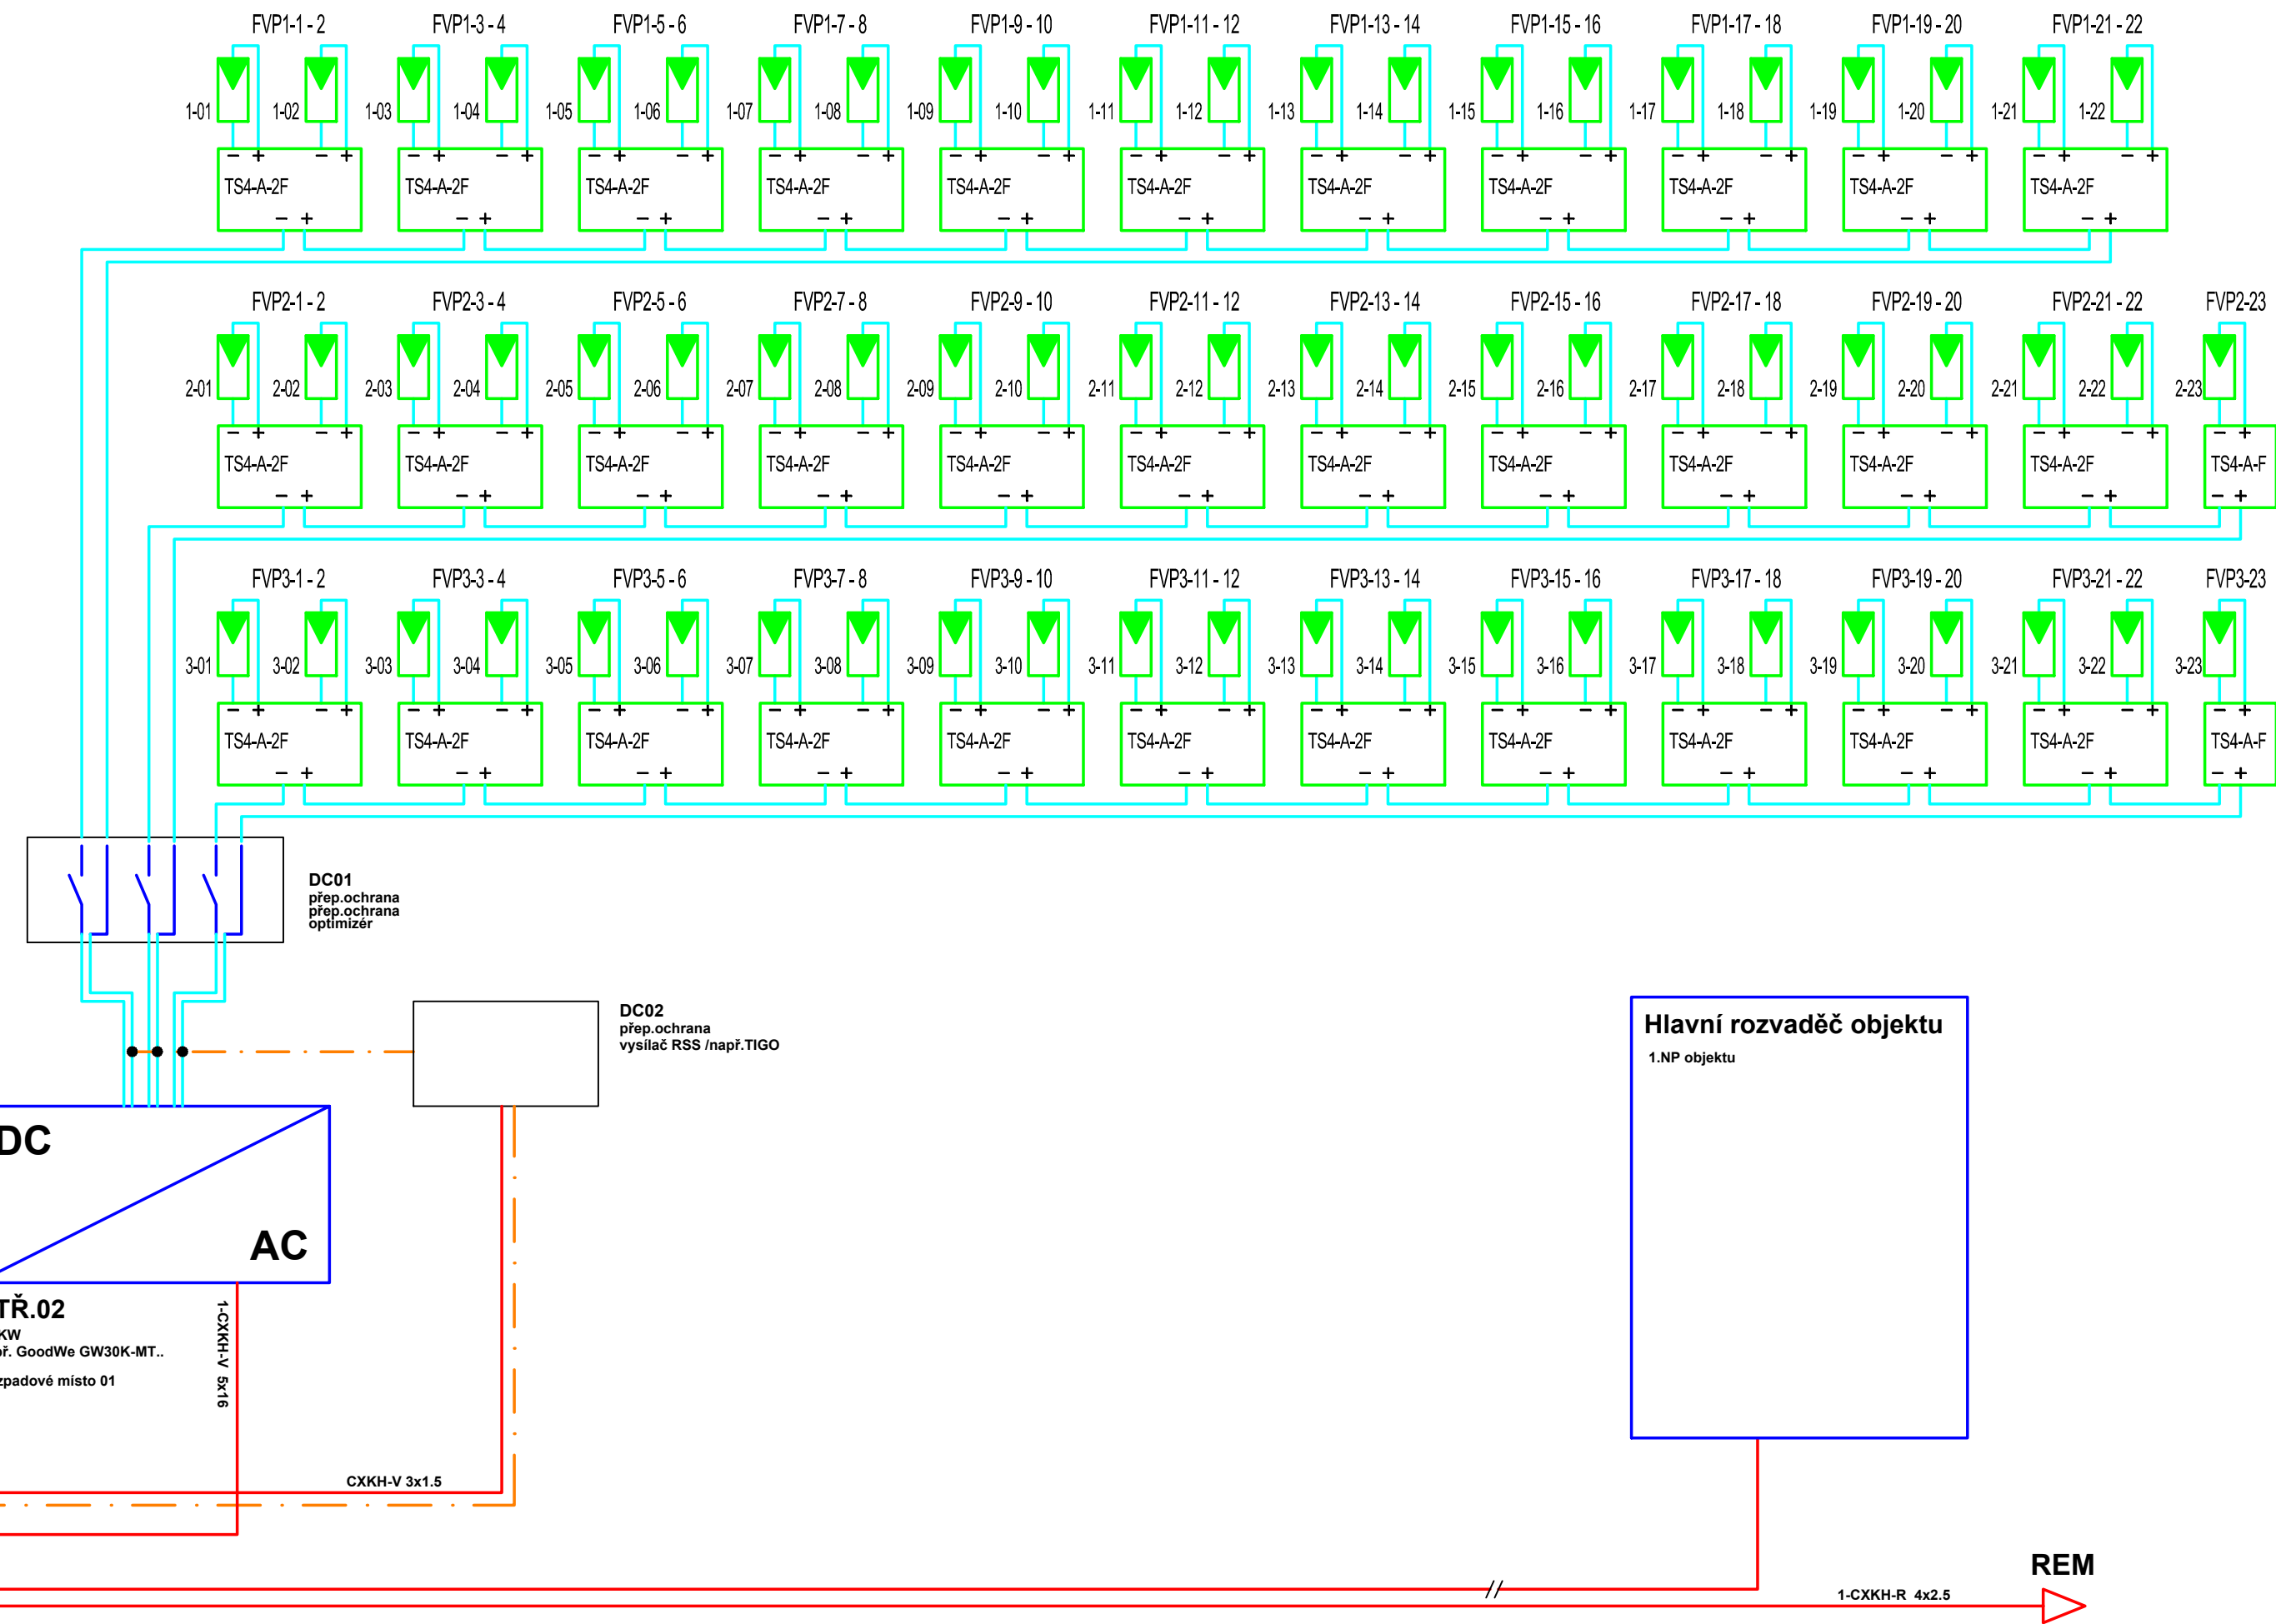 FVP1-1 - 2 FVP1-3 - 4 FVP1-5 - 6 FVP1-7 - 8 FVP1-9 - 10 FVP1-11 - 12 FVP1-13 - 14 FVP1-15 - 16 FVP1-17 - 18 FVP1-19 - 20 FVP1-21 - 22
1-01 1-02 1-03 1-04 1-05 1-06 1-07 1-08 1-09 1-10 1-11 1-12 1-13 1-14 1-15 1-16 1-17 1-18 1-19 1-20 1-21 1-22
− + − + − + − + − + − + − + − + − + − + − + − + − + − + − + − + − + − + − + − + − + − +
TS4-A-2F TS4-A-2F TS4-A-2F TS4-A-2F TS4-A-2F TS4-A-2F TS4-A-2F TS4-A-2F TS4-A-2F TS4-A-2F TS4-A-2F
− + − + − + − + − + − + − + − + − + − + − +
FVP2-1 - 2 FVP2-3 - 4 FVP2-5 - 6 FVP2-7 - 8 FVP2-9 - 10 FVP2-11 - 12 FVP2-13 - 14 FVP2-15 - 16 FVP2-17 - 18 FVP2-19 - 20 FVP2-21 - 22 FVP2-23
2-01 2-02 2-03 2-04 2-05 2-06 2-07 2-08 2-09 2-10 2-11 2-12 2-13 2-14 2-15 2-16 2-17 2-18 2-19 2-20 2-21 2-22 2-23
− + − + − + − + − + − + − + − + − + − + − + − + − + − + − + − + − + − + − + − + − + − + − +
TS4-A-2F TS4-A-2F TS4-A-2F TS4-A-2F TS4-A-2F TS4-A-2F TS4-A-2F TS4-A-2F TS4-A-2F TS4-A-2F TS4-A-2F TS4-A-F
− + − + − + − + − + − + − + − + − + − + − + − +
FVP3-1 - 2 FVP3-3 - 4 FVP3-5 - 6 FVP3-7 - 8 FVP3-9 - 10 FVP3-11 - 12 FVP3-13 - 14 FVP3-15 - 16 FVP3-17 - 18 FVP3-19 - 20 FVP3-21 - 22 FVP3-23
3-01 3-02 3-03 3-04 3-05 3-06 3-07 3-08 3-09 3-10 3-11 3-12 3-13 3-14 3-15 3-16 3-17 3-18 3-19 3-20 3-21 3-22 3-23
− + − + − + − + − + − + − + − + − + − + − + − + − + − + − + − + − + − + − + − + − + − + − +
TS4-A-2F TS4-A-2F TS4-A-2F TS4-A-2F TS4-A-2F TS4-A-2F TS4-A-2F TS4-A-2F TS4-A-2F TS4-A-2F TS4-A-2F TS4-A-F
− + − + − + − + − + − + − + − + − + − + − + − +
DC01
přep.ochrana
přep.ochrana
optimizér
DC02
přep.ochrana
vysílač RSS /např.TIGO
Hlavní rozvaděč objektu
1.NP objektu
DC
AC
TŘ.02
KW
př. GoodWe GW30K-MT..
zpadové místo 01
1-CXKH-V 5x16
CXKH-V 3x1.5
REM
1-CXKH-R 4x2.5